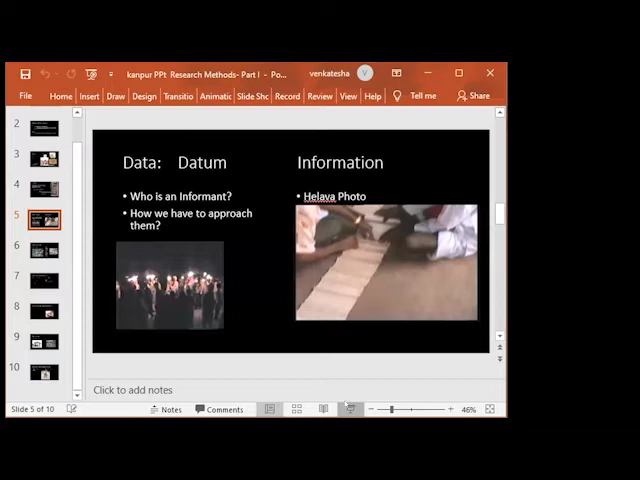 kanpur PPt Research Methods- Part I - Po...
venkatesha
V
File Home Insert Draw Design Transitio Animatic Slide Shc Record Review View Help Tell me Share
2
3
4
5
6
7
8
9
10
Data: Datum
• Who is an Informant?
• How we have to approach
them?
Information
• Helava Photo
Click to add notes
Slide 5 of 10
Notes
Comments
46%